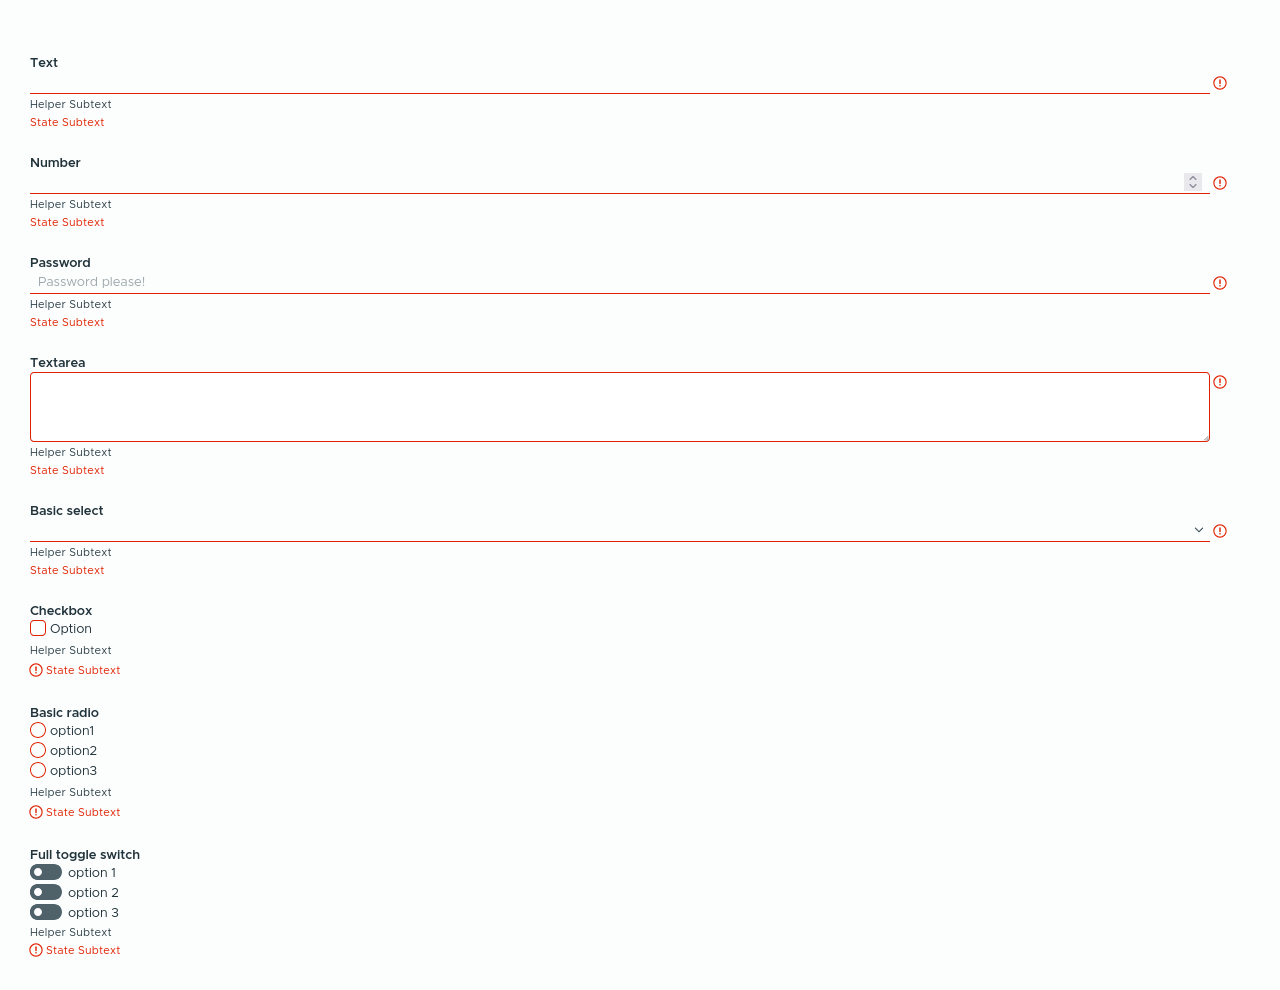 Text
Helper Subtext
State Subtext
Number
Helper Subtext
State Subtext
Password
Password please!
Helper Subtext
State Subtext
Textarea
Helper Subtext
State Subtext
Basic select
Helper Subtext
State Subtext
Checkbox
Option
Helper Subtext
State Subtext
Basic radio
option1
option2
option3
Helper Subtext
State Subtext
Full toggle switch
option 1
option 2
option 3
Helper Subtext
State Subtext